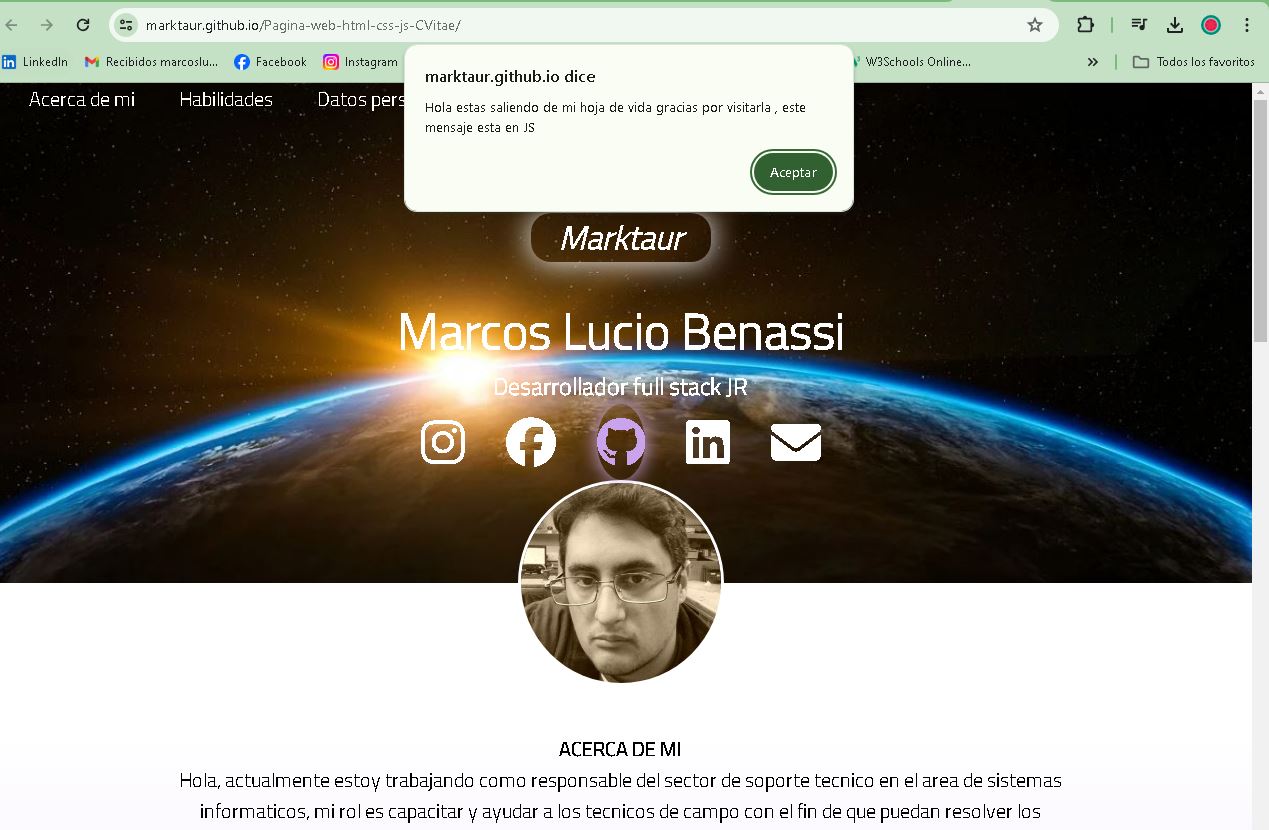 marktaur.github.io/Pagina-web-html-css-js-CVitae/
LinkedIn
Recibidos marcoslu...
Facebook
Instagram
W3Schools Online...
»
Todos los favoritos
marktaur.github.io dice
Hola estas saliendo de mi hoja de vida gracias por visitarla , este
mensaje esta en JS
Aceptar
Acerca de mi
Habilidades
Datos pers
Marktaur
Marcos Lucio Benassi
Desarrollador full stack JR
ACERCA DE MI
Hola, actualmente estoy trabajando como responsable del sector de soporte tecnico en el area de sistemas
informaticos, mi rol es capacitar y ayudar a los tecnicos de campo con el fin de que puedan resolver los